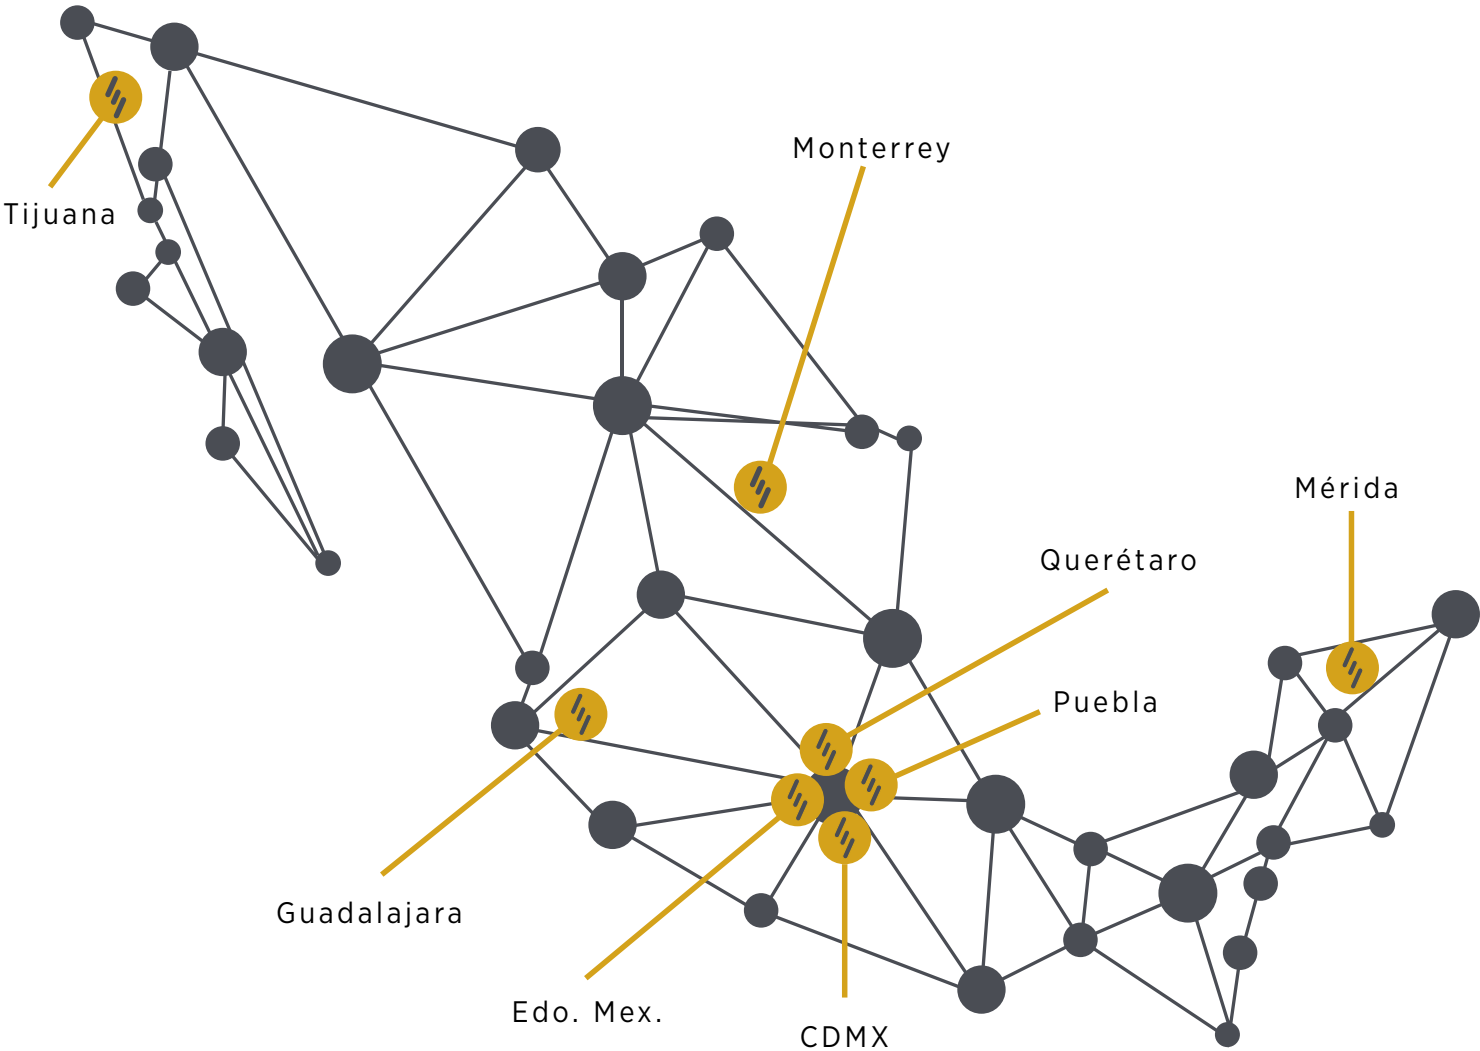 Monterrey
Tijuana
Mérida
Querétaro
Puebla
Guadalajara
Edo. Mex.
CDMX